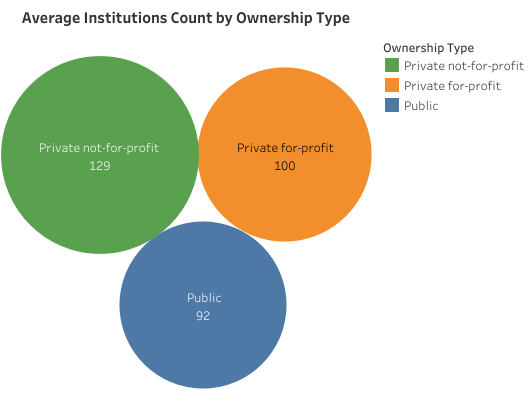 Average Institutions Count by Ownership Type
Ownership Type
Private not-for-profit
Private for-profit
Public
Private not-for-profit
129
Private for-profit
100
Public
92